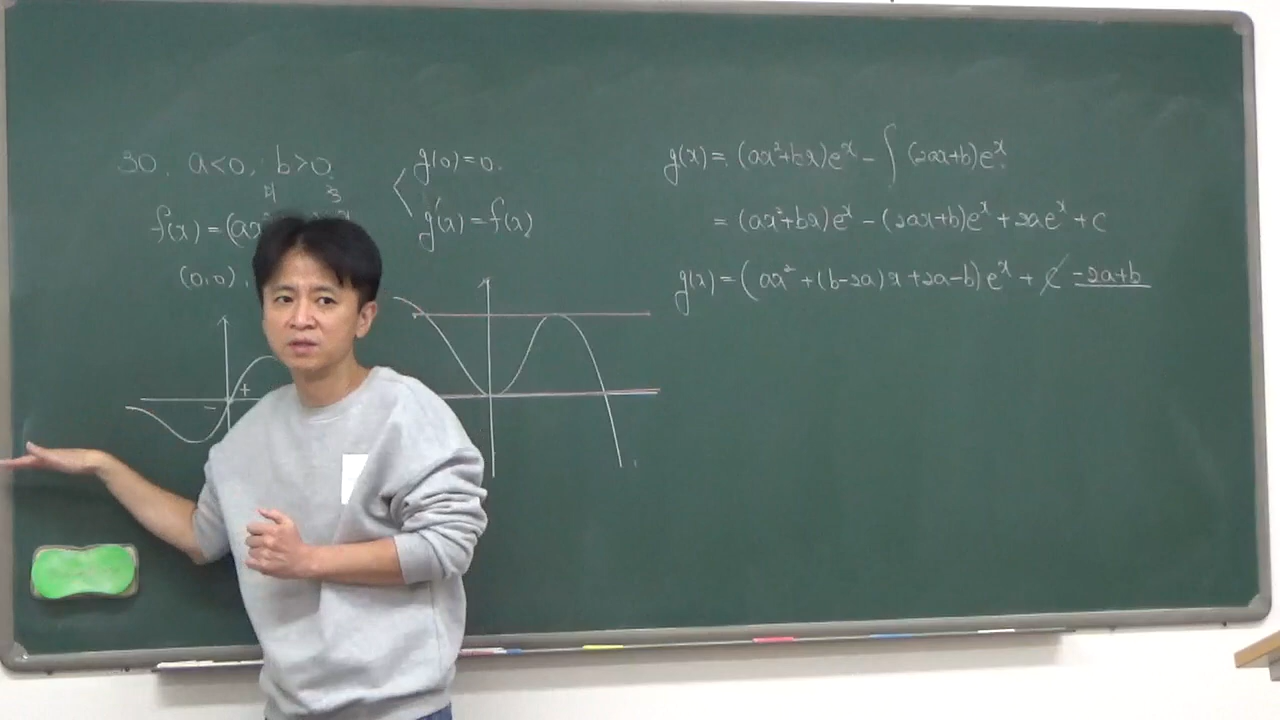 30. a<0, b>0.
f(x) = (ax²
(0,0).
g(0)=0.
g'(x) = f(x)
+
-
g(x) = (ax²+bx)eˣ - ∫ (2ax+b)eˣ
= (ax²+bx)eˣ - (2ax+b)eˣ + 2aeˣ + C
g(x) = (ax² + (b-2a)x + 2a-b) eˣ + C -2a+b